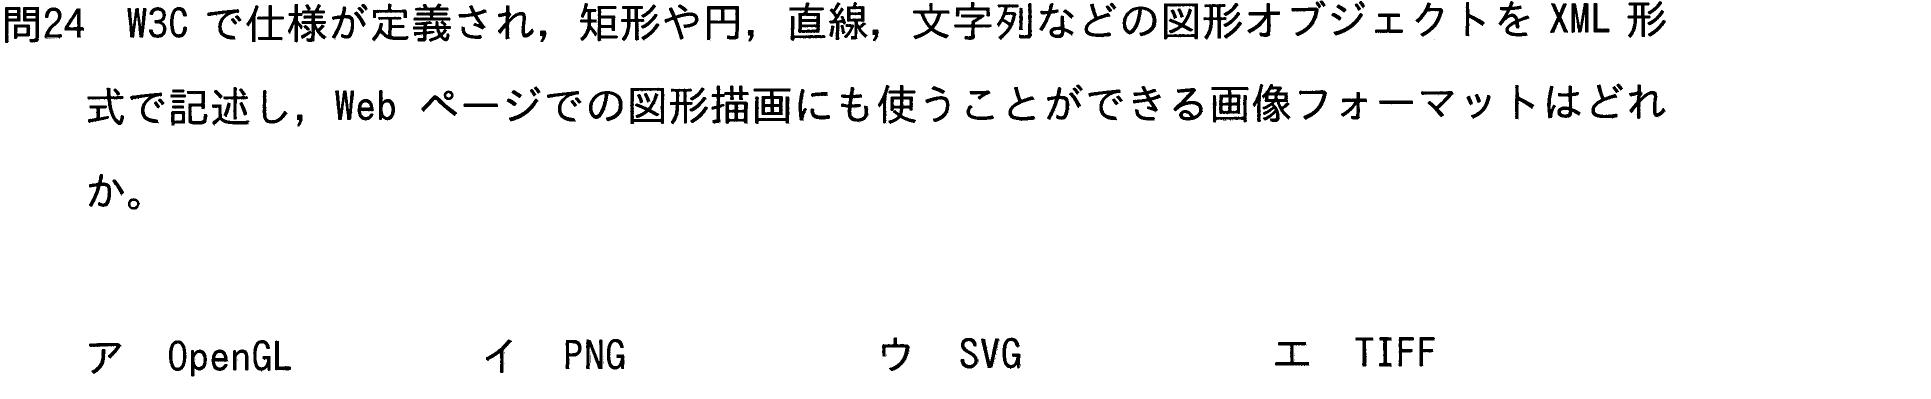 問24　W3C で仕様が定義され，矩形や円，直線，文字列などの図形オブジェクトを XML 形
式で記述し，Web ページでの図形描画にも使うことができる画像フォーマットはどれ
か。
ア　OpenGL　イ　PNG　ウ　SVG　エ　TIFF